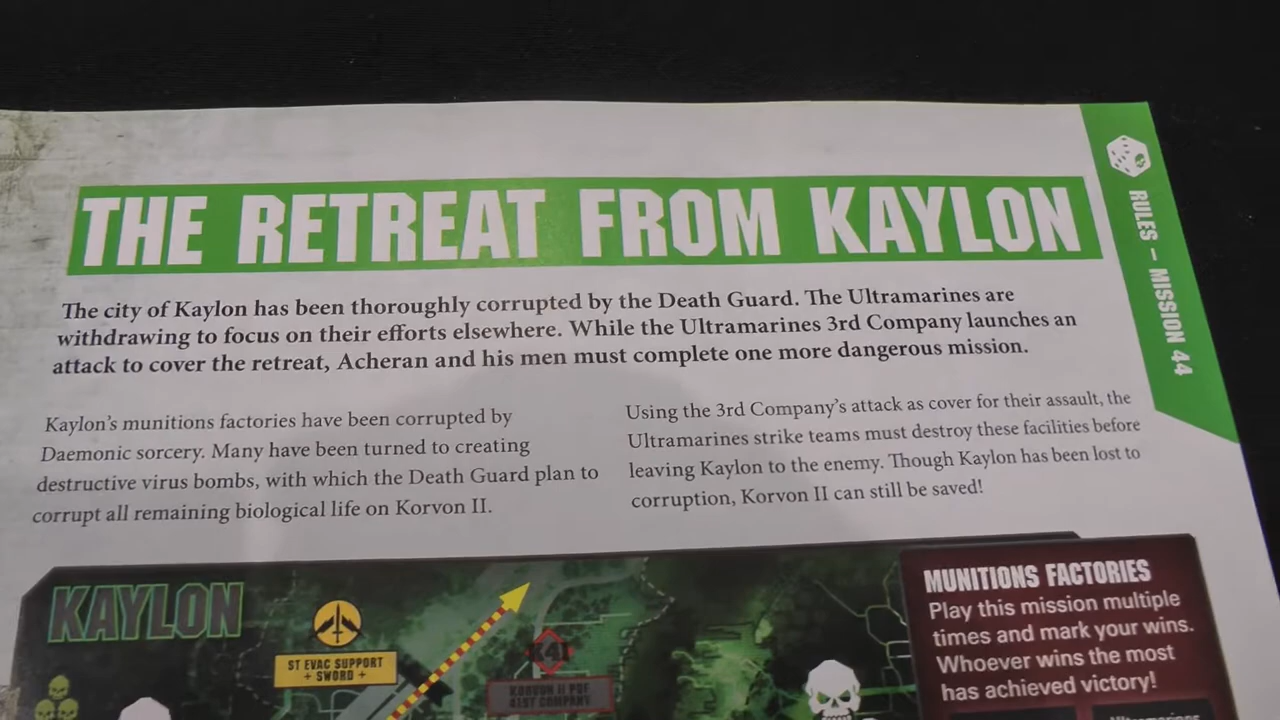 THE RETREAT FROM KAYLON
RULES – MISSION 44
The city of Kaylon has been thoroughly corrupted by the Death Guard. The Ultramarines are
withdrawing to focus on their efforts elsewhere. While the Ultramarines 3rd Company launches an
attack to cover the retreat, Acheran and his men must complete one more dangerous mission.
Kaylon's munitions factories have been corrupted by
Daemonic sorcery. Many have been turned to creating
destructive virus bombs, with which the Death Guard plan to
corrupt all remaining biological life on Korvon II.
Using the 3rd Company's attack as cover for their assault, the
Ultramarines strike teams must destroy these facilities before
leaving Kaylon to the enemy. Though Kaylon has been lost to
corruption, Korvon II can still be saved!
KAYLON
ST EVAC SUPPORT
+ SWORD +
K41
KORVON II PDF
41ST COMPANY
MUNITIONS FACTORIES
Play this mission multiple
times and mark your wins.
Whoever wins the most
has achieved victory!
Ultramarines